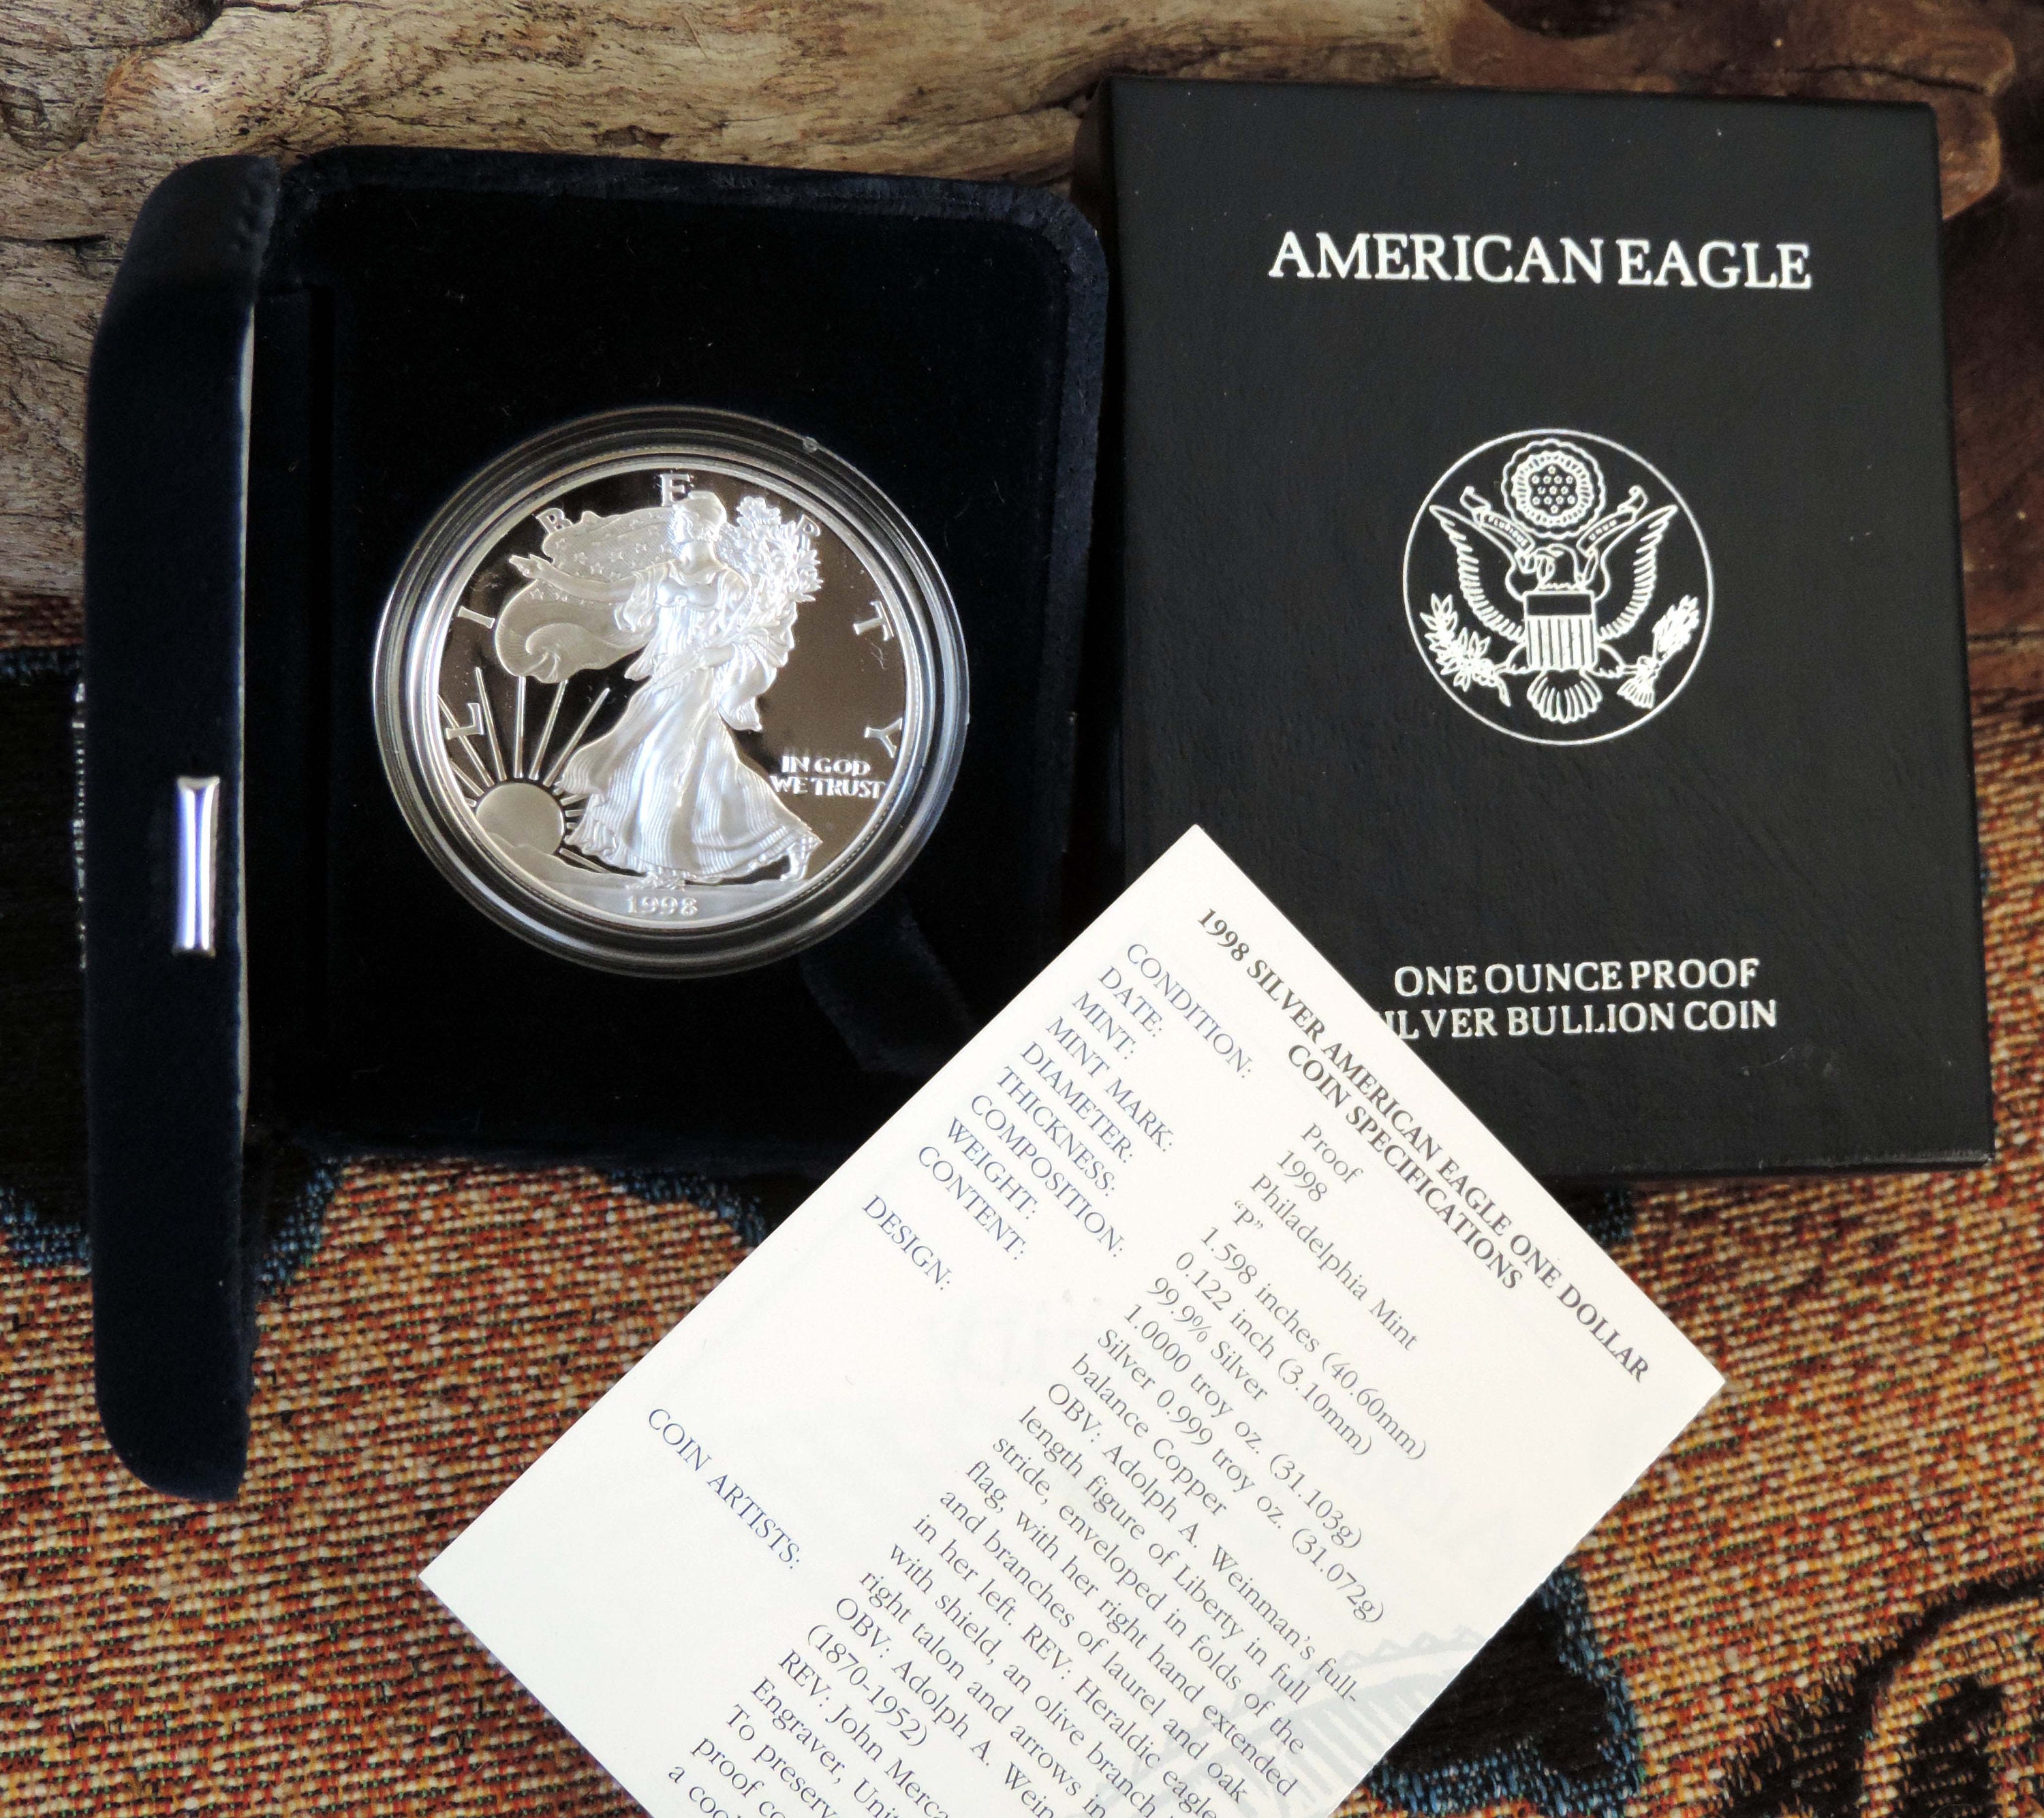 LIBERTY
IN GOD
WE TRUST
1998
AMERICAN EAGLE
ONE OUNCE PROOF
ILVER BULLION COIN
1998 SILVER AMERICAN EAGLE ONE DOLLAR
COIN SPECIFICATIONS
CONDITION: Proof
DATE: 1998
MINT: Philadelphia Mint
MINT MARK: "P"
DIAMETER: 1.598 inches (40.60mm)
THICKNESS: 0.122 inch (3.10mm)
COMPOSITION: 99.9% Silver
WEIGHT: 1.0000 troy oz. (31.103g)
CONTENT: Silver 0.999 troy oz. (31.072g)
balance Copper
DESIGN: OBV: Adolph A. Weinman's full-
length figure of Liberty in full
stride, enveloped in folds of the
flag, with her right hand extended
and branches of laurel and oak
in her left. REV: Heraldic eagle
with shield, an olive branch
right talon and arrows in
COIN ARTISTS: OBV: Adolph A. Wein
(1870-1952)
REV: John Merca
Engraver, Unit
To preserv
proof co
a coo